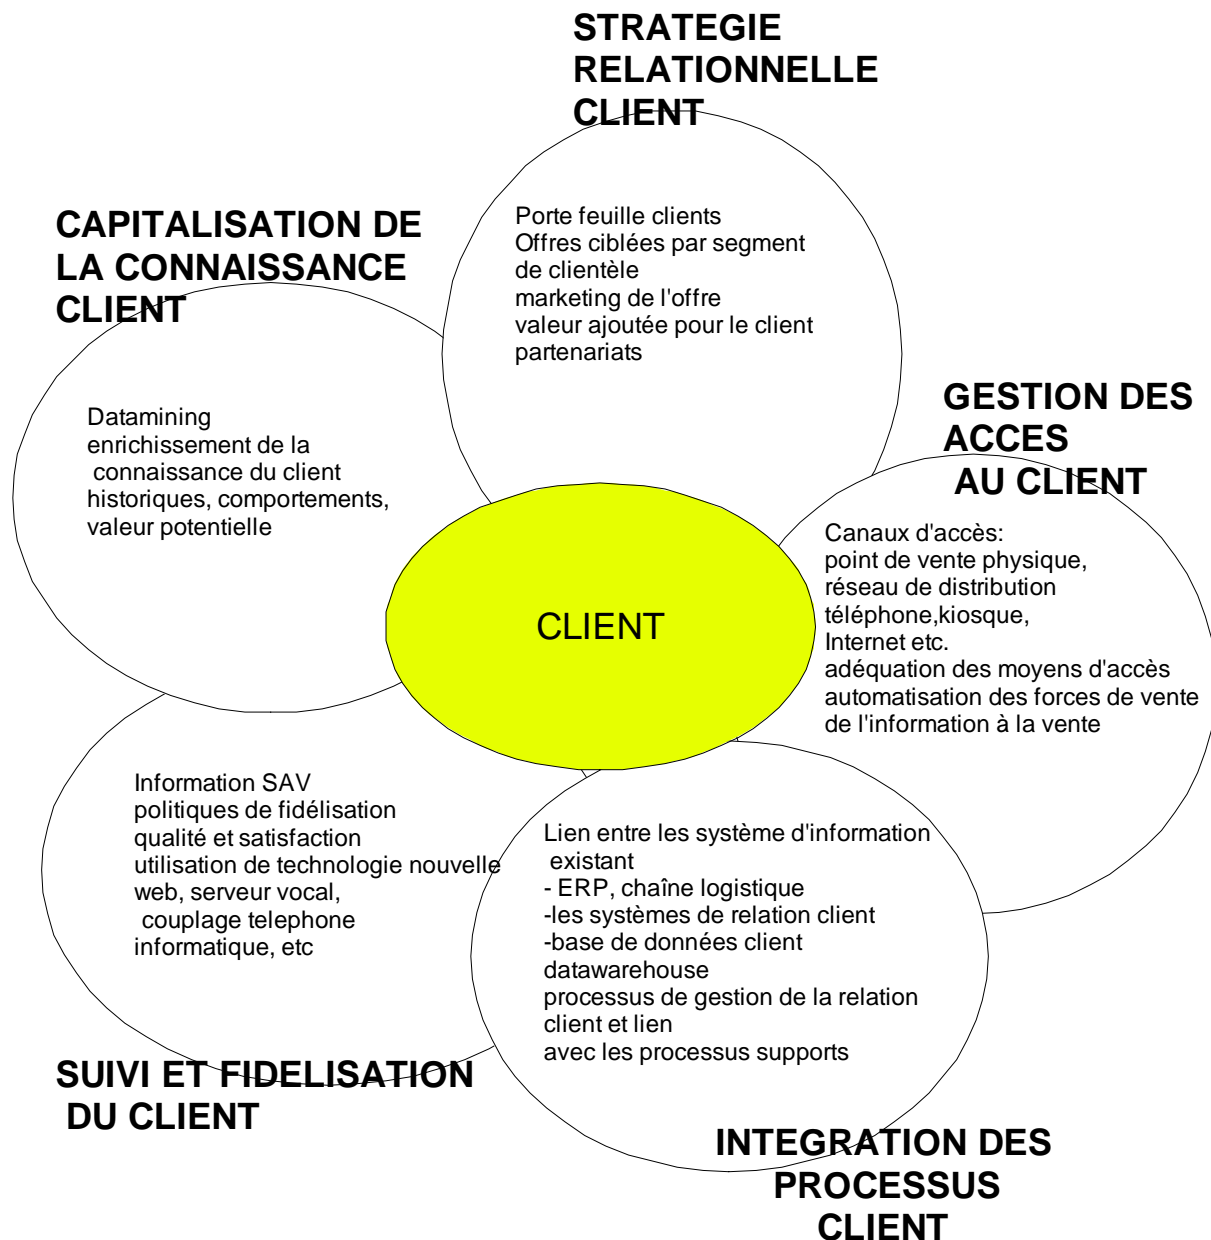 STRATEGIE
RELATIONNELLE
CLIENT
Porte feuille clients
Offres ciblées par segment
de clientèle
marketing de l'offre
valeur ajoutée pour le client
partenariats
CAPITALISATION DE
LA CONNAISSANCE
CLIENT
Datamining
enrichissement de la
connaissance du client
historiques, comportements,
valeur potentielle
GESTION DES
ACCES
AU CLIENT
Canaux d'accès:
point de vente physique,
réseau de distribution
téléphone,kiosque,
Internet etc.
adéquation des moyens d'accès
automatisation des forces de vente
de l'information à la vente
CLIENT
Information SAV
politiques de fidélisation
qualité et satisfaction
utilisation de technologie nouvelle
web, serveur vocal,
couplage telephone
informatique, etc
SUIVI ET FIDELISATION
DU CLIENT
Lien entre les système d'information
existant
- ERP, chaîne logistique
-les systèmes de relation client
-base de données client
datawarehouse
processus de gestion de la relation
client et lien
avec les processus supports
INTEGRATION DES
PROCESSUS
CLIENT